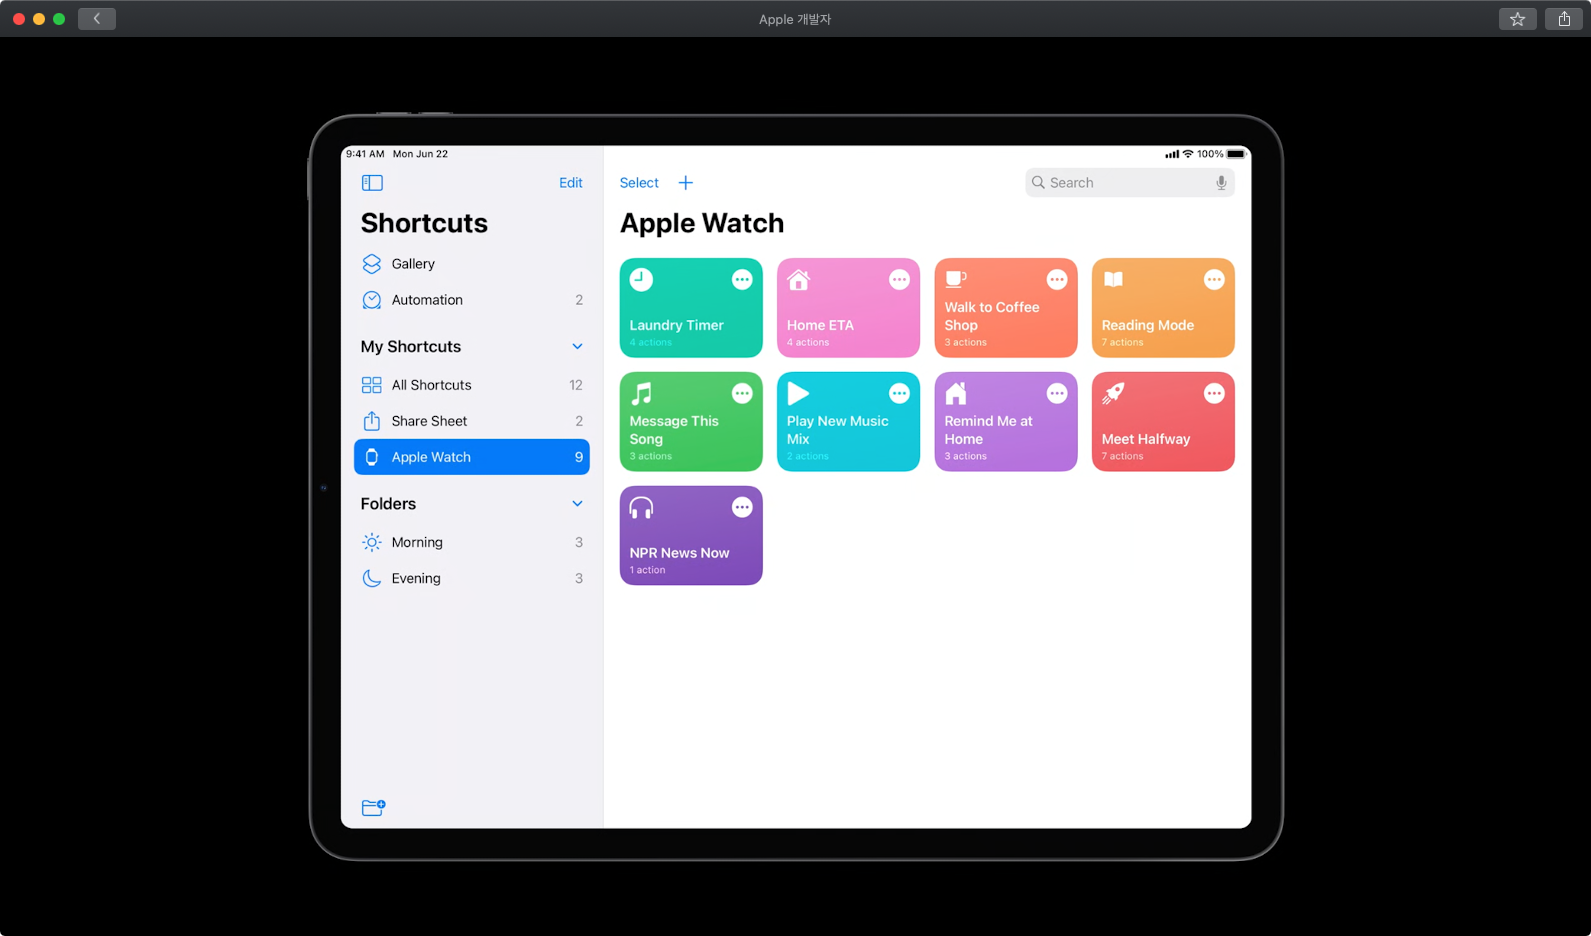 Apple 개발자
9:41 AM Mon Jun 22
100%
Edit
Shortcuts
Gallery
Automation 2
My Shortcuts
All Shortcuts 12
Share Sheet 2
Apple Watch 9
Folders
Morning 3
Evening 3
Select
Search
Apple Watch
Laundry Timer
4 actions
Home ETA
4 actions
Walk to Coffee
Shop
3 actions
Reading Mode
7 actions
Message This
Song
3 actions
Play New Music
Mix
2 actions
Remind Me at
Home
3 actions
Meet Halfway
7 actions
NPR News Now
1 action